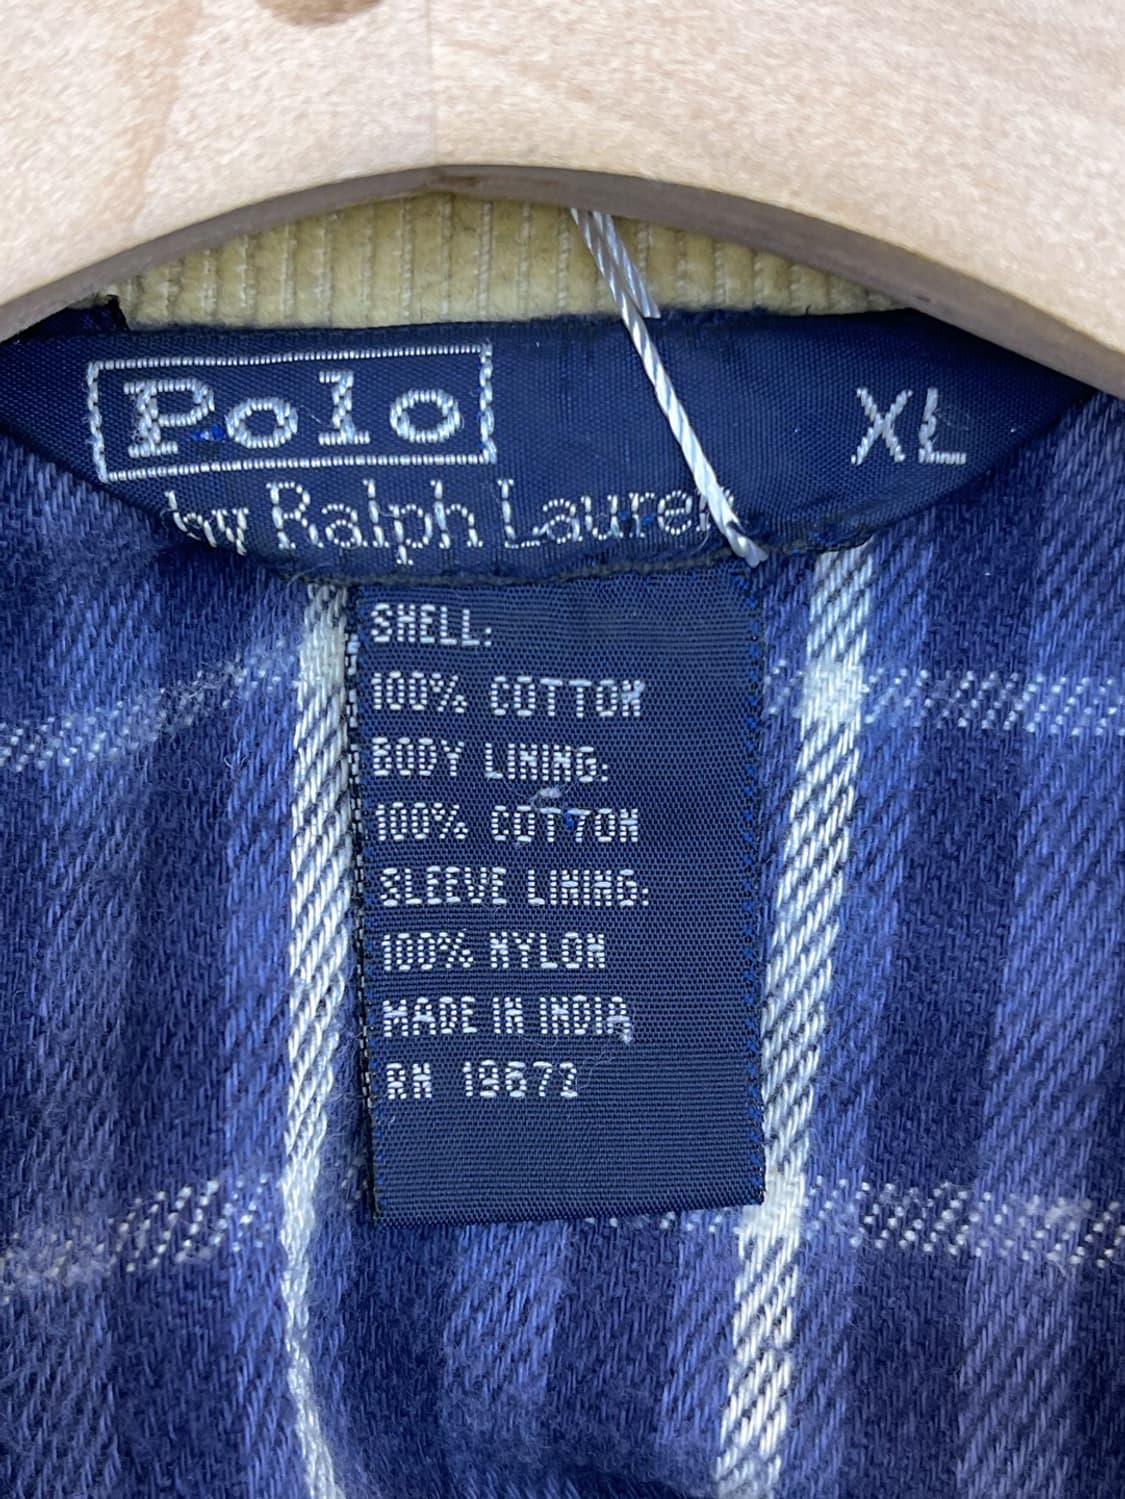 Polo
by Ralph Lauren
XL
SHELL:
100% COTTON
BODY LINING:
100% COTTON
SLEEVE LINING:
100% NYLON
MADE IN INDIA
RN 19672